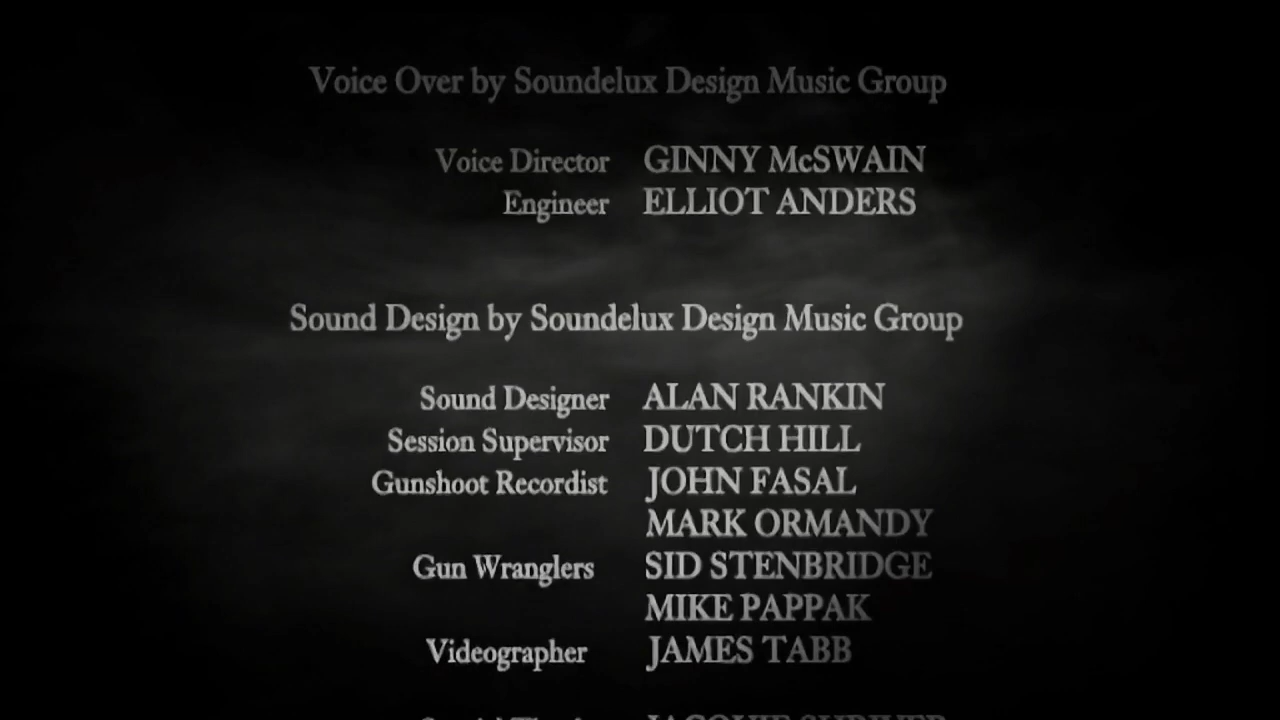 Voice Over by Soundelux Design Music Group
Voice Director GINNY McSWAIN
Engineer ELLIOT ANDERS
Sound Design by Soundelux Design Music Group
Sound Designer ALAN RANKIN
Session Supervisor DUTCH HILL
Gunshoot Recordist JOHN FASAL
MARK ORMANDY
Gun Wranglers SID STENBRIDGE
MIKE PAPPAK
Videographer JAMES TABB